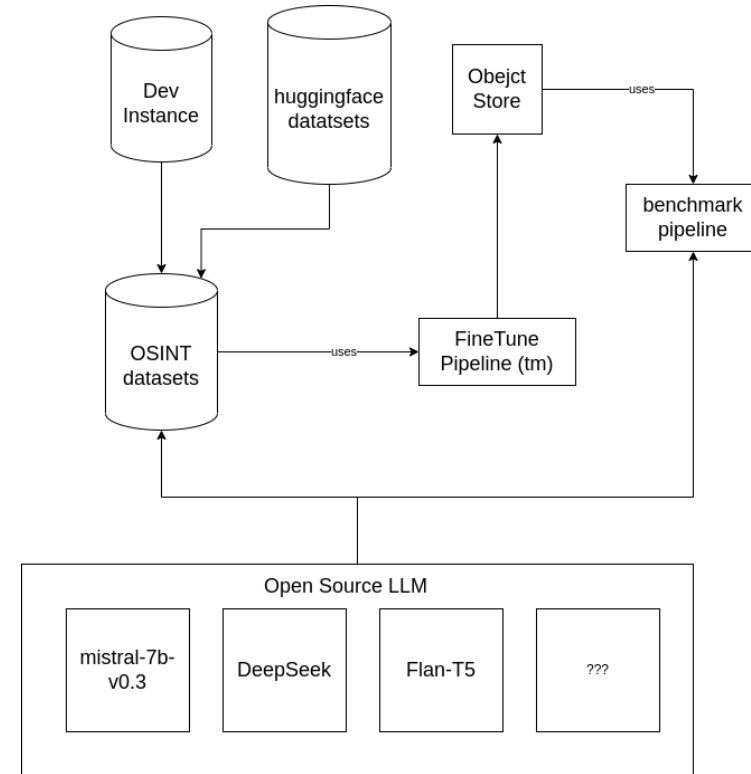 Dev
Instance
huggingface
datatsets
Obejct
Store
uses
benchmark
pipeline
OSINT
datasets
uses
FineTune
Pipeline (tm)
Open Source LLM
mistral-7b-
v0.3
DeepSeek
Flan-T5
???